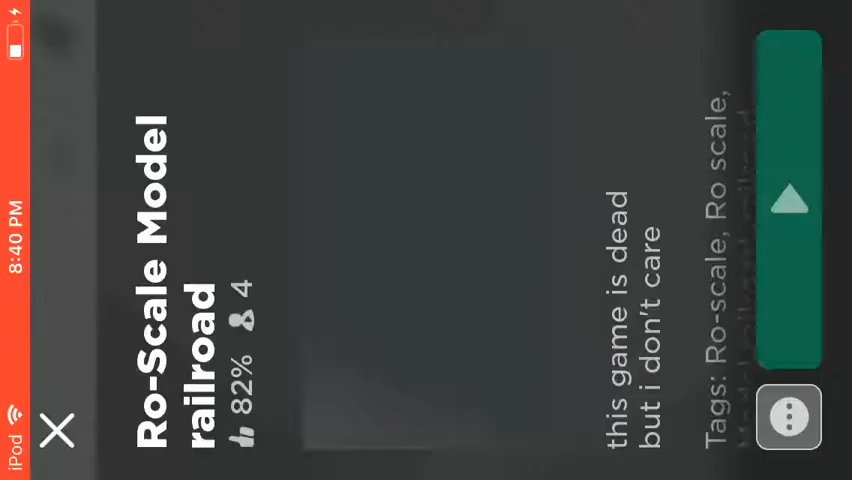 iPod
8:40 PM
Ro-Scale Model
railroad
82% 4
this game is dead
but i don't care
Tags: Ro-scale, Ro scale,